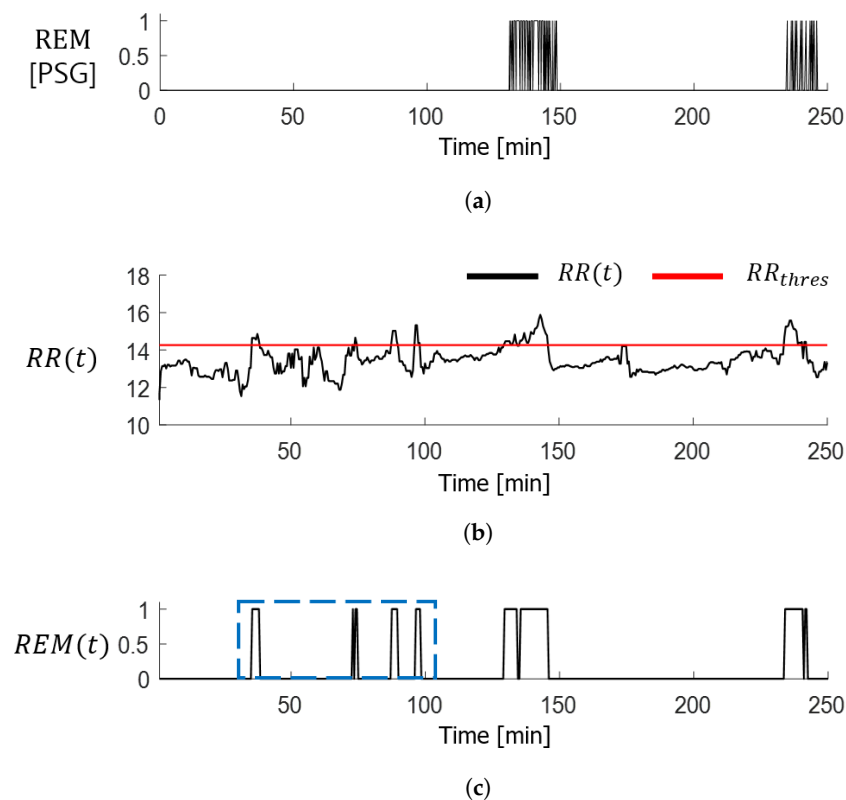 REM
[PSG]
1
0.5
0
0 50 100 150 200 250
Time [min]
(a)
RR(t) RR_thres
18
16
14
12
10
RR(t)
50 100 150 200 250
Time [min]
(b)
REM(t)
1
0.5
0
50 100 150 200 250
Time [min]
(c)